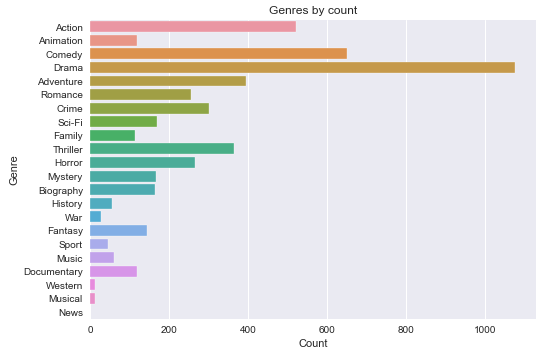 Genres by count
Action
Animation
Comedy
Drama
Adventure
Romance
Crime
Sci-Fi
Family
Thriller
Horror
Mystery
Biography
History
War
Fantasy
Sport
Music
Documentary
Western
Musical
News
Genre
0 200 400 600 800 1000
Count